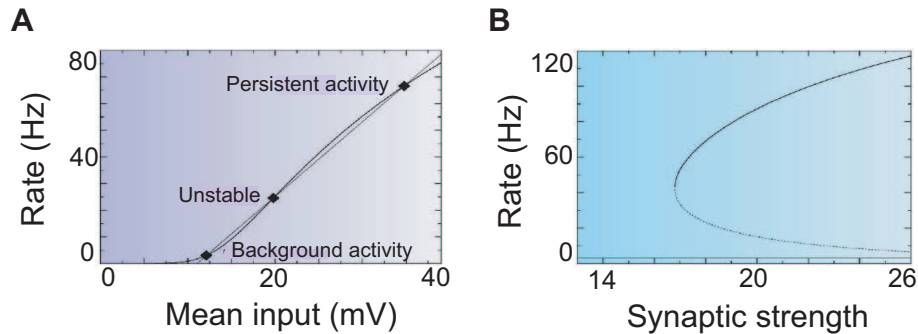 A
Rate (Hz)
80
40
0
Persistent activity
Unstable
Background activity
0
20
40
Mean input (mV)
B
Rate (Hz)
120
60
0
14
20
26
Synaptic strength